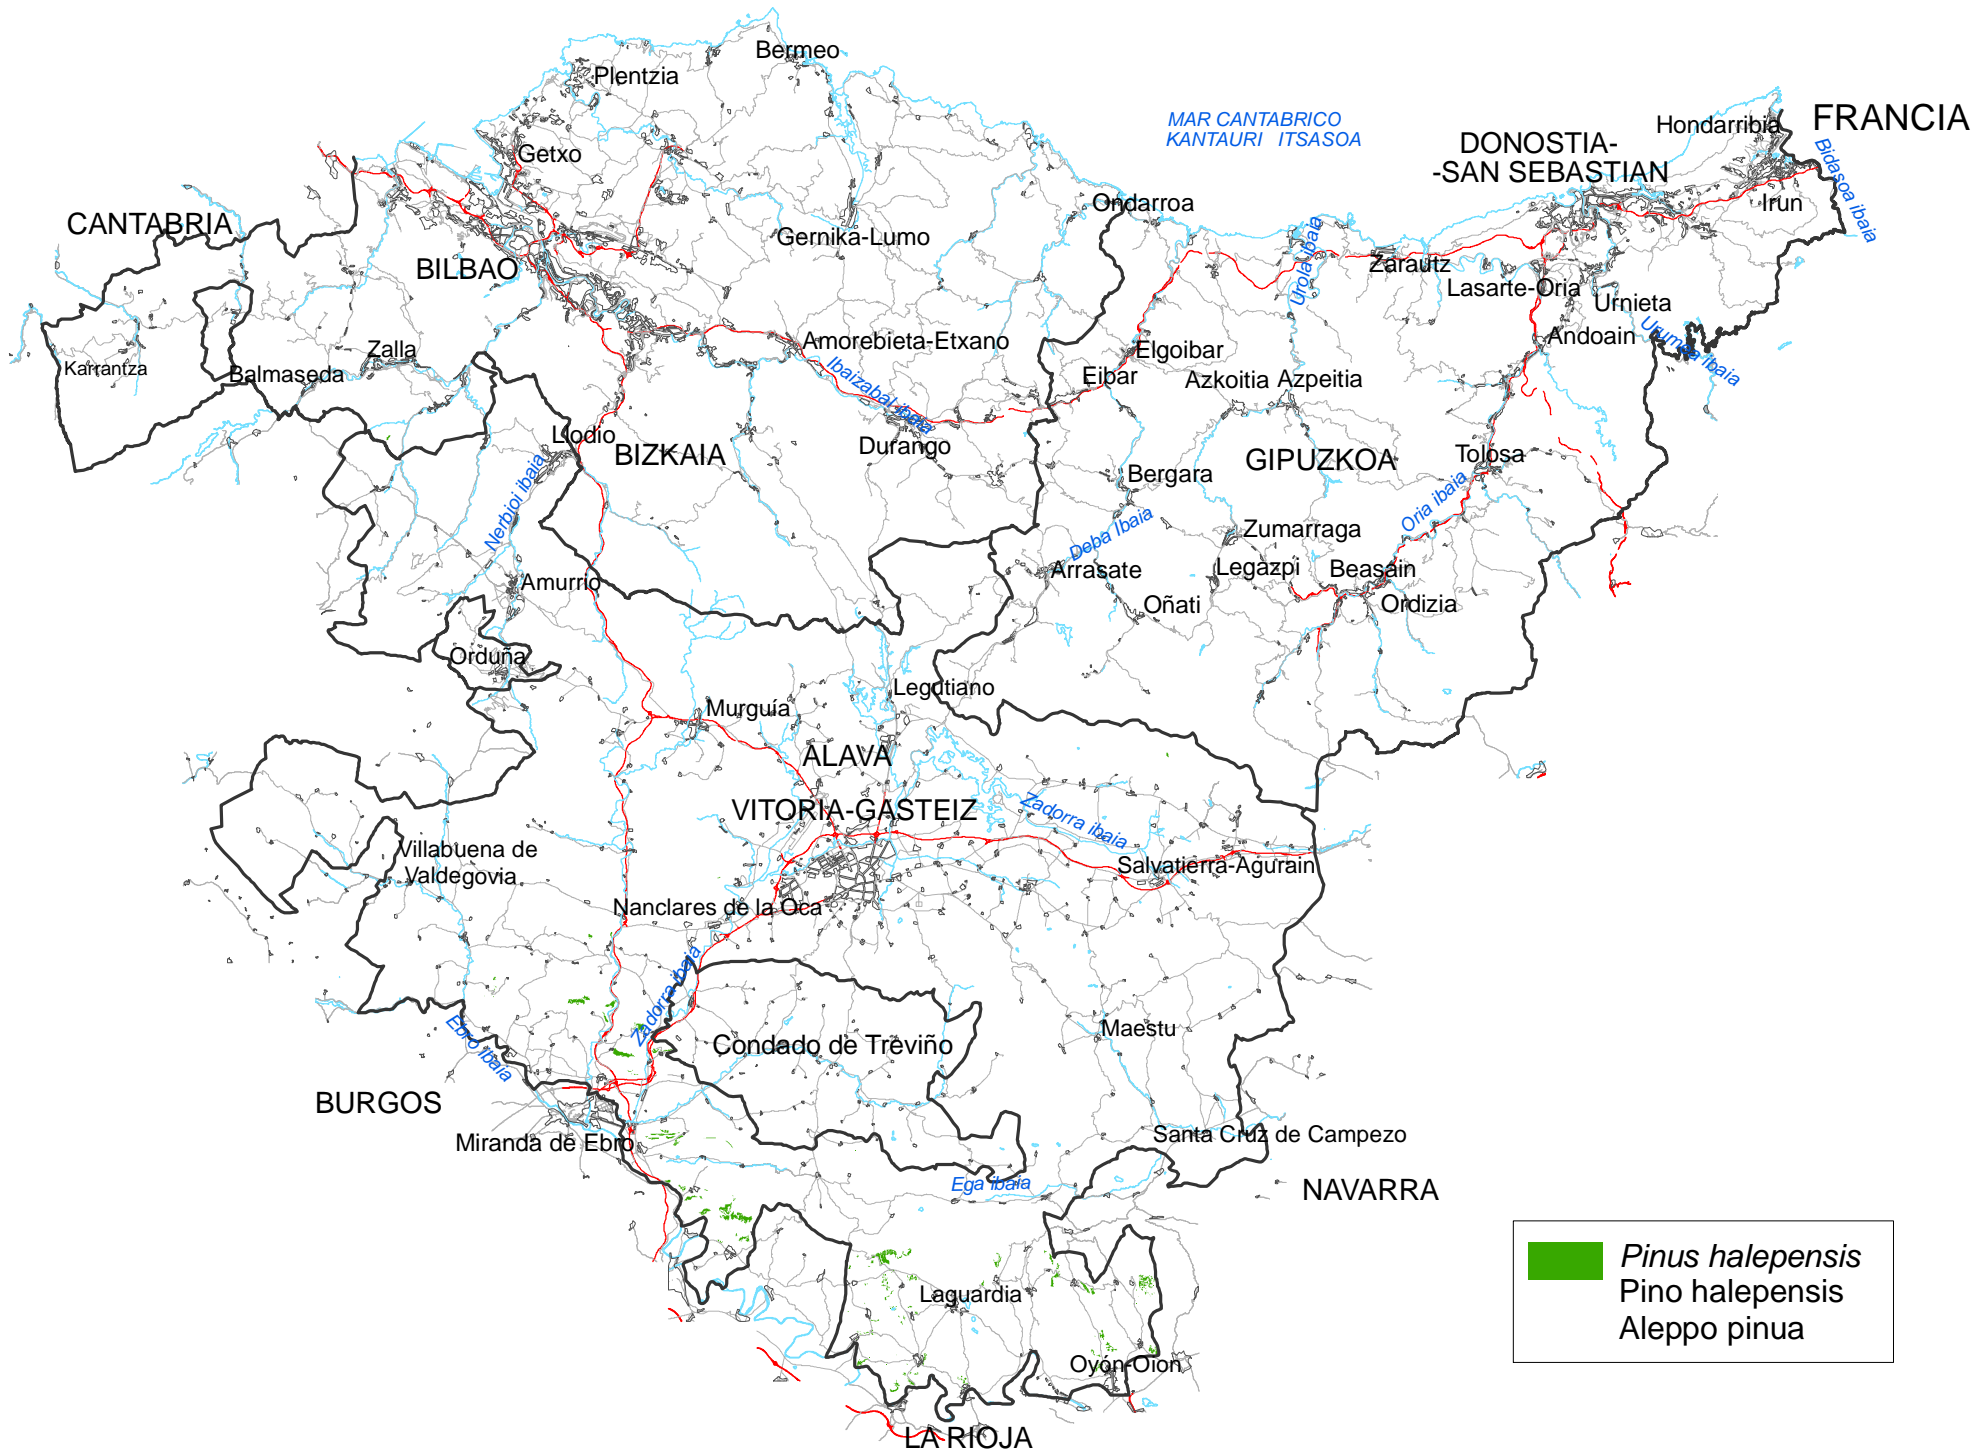 Bermeo
Plentzia
MAR CANTABRICO
KANTAURI ITSASOA
Hondarribia
FRANCIA
DONOSTIA-
-SAN SEBASTIAN
Bidasoa ibaia
Getxo
Irun
CANTABRIA
Ondarroa
Gernika-Lumo
BILBAO
Urola Ibaia
Zarautz
Lasarte-Oria
Urnieta
Andoain
Urumea ibaia
Karrantza
Zalla
Balmaseda
Amorebieta-Etxano
Ibaizabal ibaia
Elgoibar
Eibar
Azkoitia
Azpeitia
Llodio
BIZKAIA
Durango
GIPUZKOA
Tolosa
Bergara
Nerbioi ibaia
Oria ibaia
Deba Ibaia
Zumarraga
Arrasate
Legazpi
Beasain
Amurrio
Oñati
Ordizia
Orduña
Legutiano
Murguía
ALAVA
VITORIA-GASTEIZ
Zadorra ibaia
Villabuena de
Valdegovia
Salvatierra-Agurain
Nanclares de la Oca
Zadorra ibaia
Ebro ibaia
Condado de Treviño
Maestu
BURGOS
Miranda de Ebro
Santa Cruz de Campezo
Ega ibaia
NAVARRA
Laguardia
Oyón-Oion
LA RIOJA
Pinus halepensis
Pino halepensis
Aleppo pinua